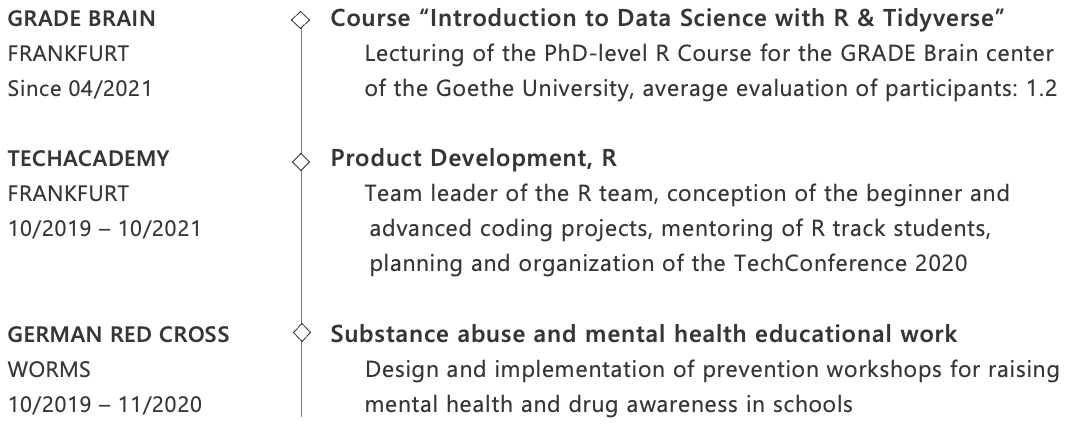 GRADE BRAIN
FRANKFURT
Since 04/2021
Course “Introduction to Data Science with R & Tidyverse”
Lecturing of the PhD-level R Course for the GRADE Brain center
of the Goethe University, average evaluation of participants: 1.2
TECHACADEMY
FRANKFURT
10/2019 – 10/2021
Product Development, R
Team leader of the R team, conception of the beginner and
advanced coding projects, mentoring of R track students,
planning and organization of the TechConference 2020
GERMAN RED CROSS
WORMS
10/2019 – 11/2020
Substance abuse and mental health educational work
Design and implementation of prevention workshops for raising
mental health and drug awareness in schools